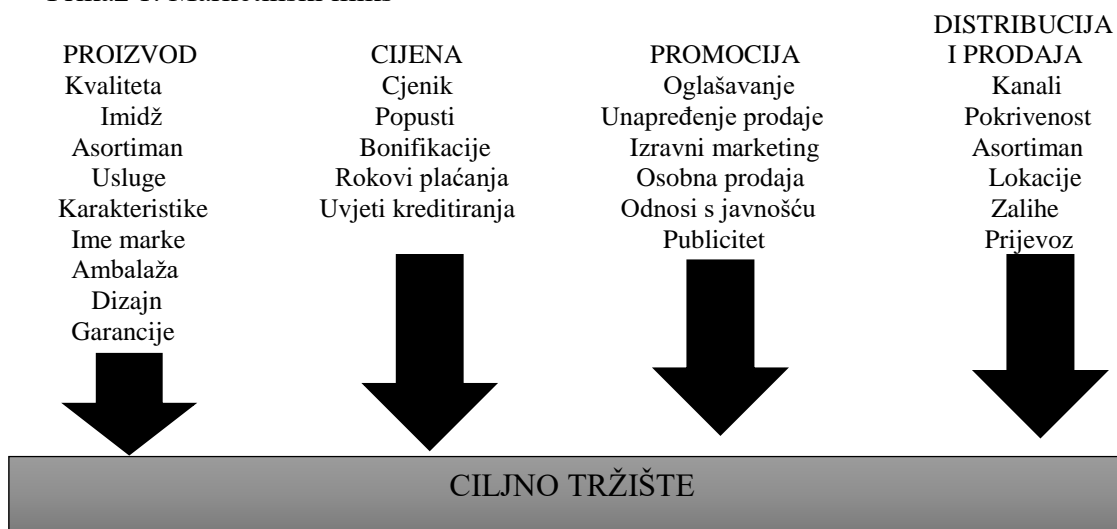 PROIZVOD
Kvaliteta
Imidž
Asortiman
Usluge
Karakteristike
Ime marke
Ambalaža
Dizajn
Garancije
CIJENA
Cjenik
Popusti
Bonifikacije
Rokovi plaćanja
Uvjeti kreditiranja
PROMOCIJA
Oglašavanje
Unapređenje prodaje
Izravni marketing
Osobna prodaja
Odnosi s javnošću
Publicitet
DISTRIBUCIJA
I PRODAJA
Kanali
Pokrivenost
Asortiman
Lokacije
Zalihe
Prijevoz
CILJNO TRŽIŠTE